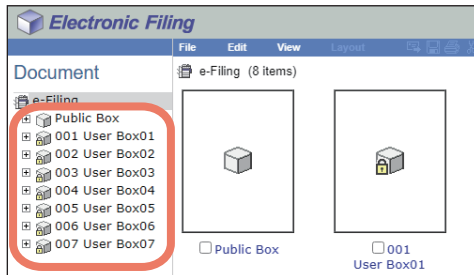 Electronic Filing
File Edit View Layout
Document
e-Filing (8 items)
e-Filing
Public Box
001 User Box01
002 User Box02
003 User Box03
004 User Box04
005 User Box05
006 User Box06
007 User Box07
Public Box
001
User Box01